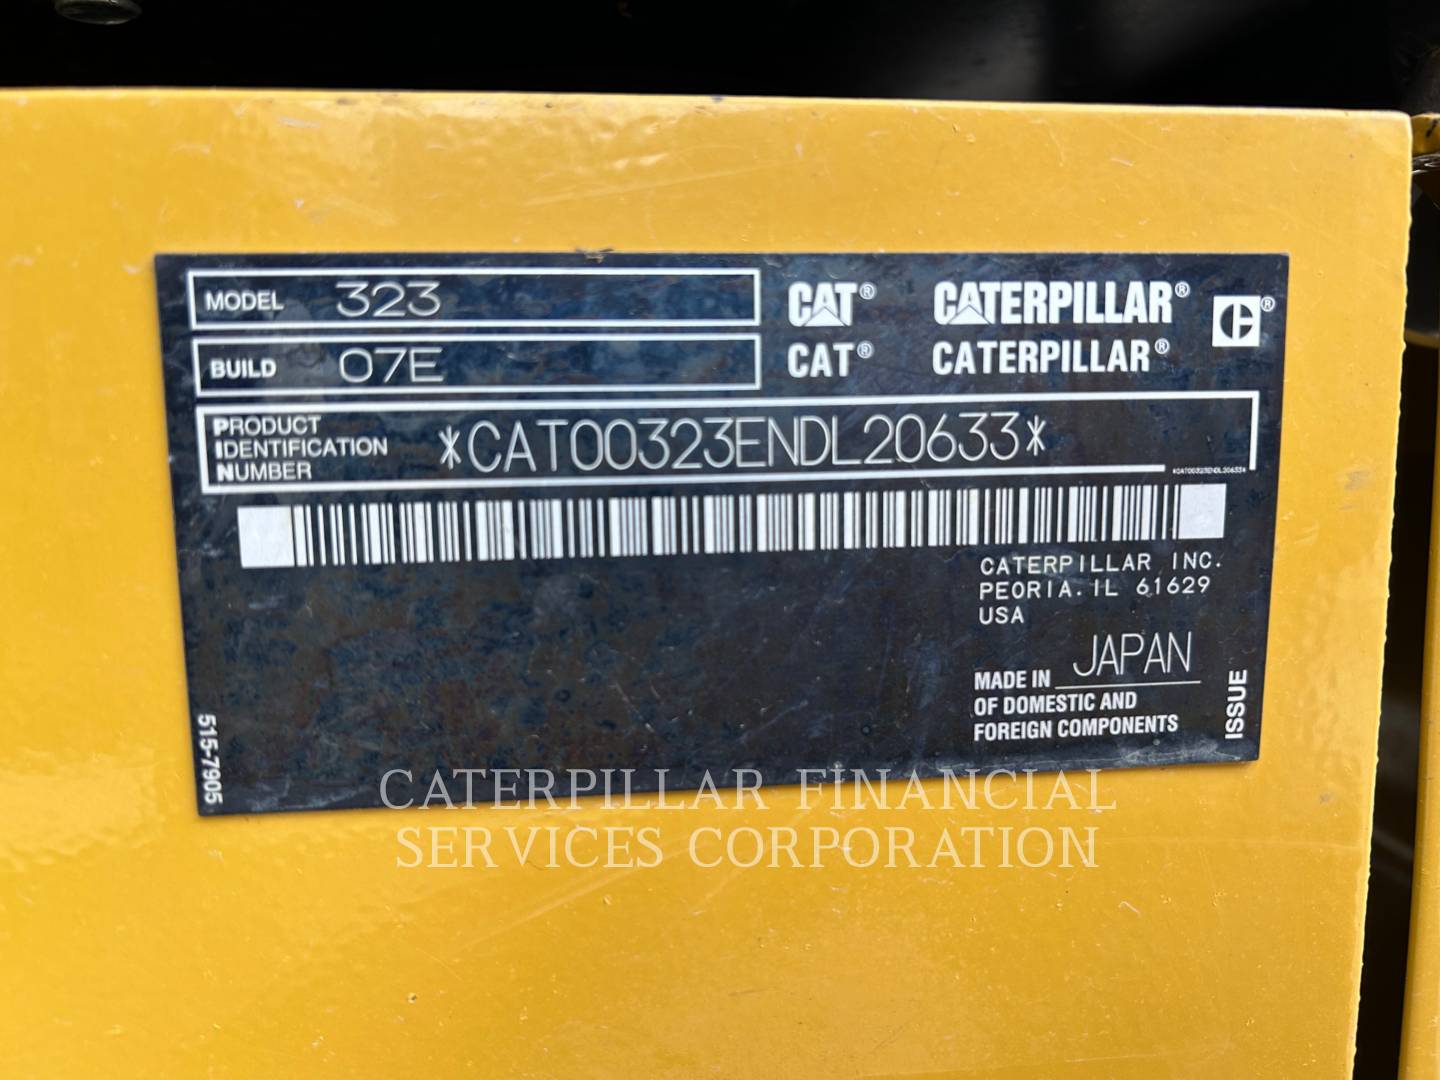 MODEL 323
BUILD 07E
CAT® CATERPILLAR®
CAT® CATERPILLAR®
PRODUCT
IDENTIFICATION
NUMBER
*CAT00323ENDL20633*
*CAT00323ENDL20633*
CATERPILLAR INC.
PEORIA. IL 61629
USA
MADE IN JAPAN
OF DOMESTIC AND
FOREIGN COMPONENTS
ISSUE
515-7905
CATERPILLAR FINANCIAL
SERVICES CORPORATION